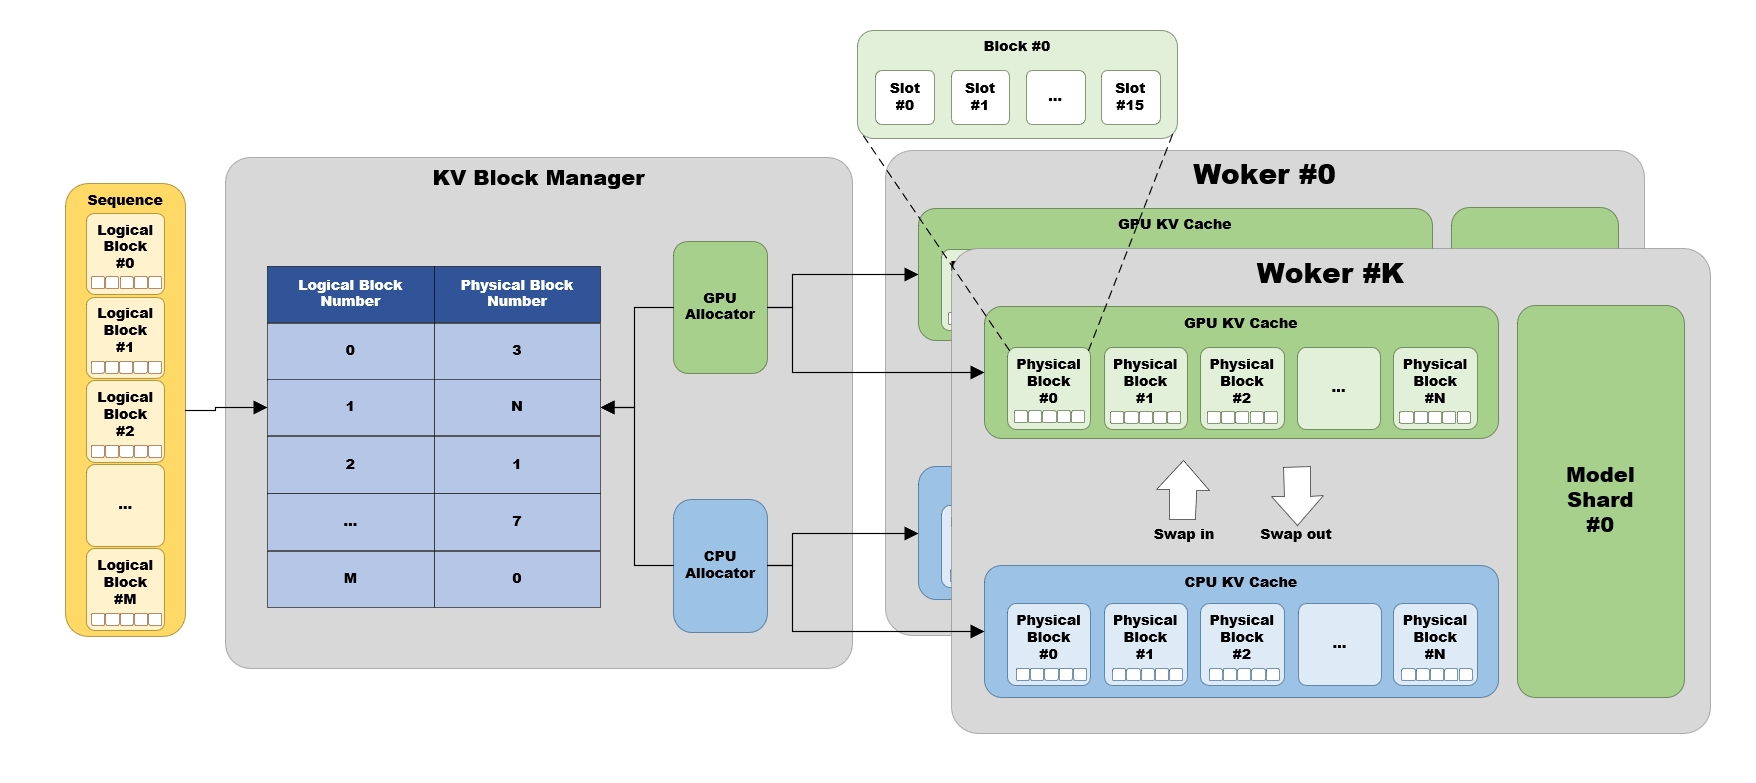 Block #0
Slot
#0
Slot
#1
...
Slot
#15
Sequence
Logical
Block
#0
Logical
Block
#1
Logical
Block
#2
...
Logical
Block
#M
KV Block Manager
Logical Block
Number
Physical Block
Number
0
3
1
N
2
1
...
7
M
0
GPU
Allocator
CPU
Allocator
Woker #0
GPU KV Cache
Woker #K
GPU KV Cache
Physical
Block
#0
Physical
Block
#1
Physical
Block
#2
...
Physical
Block
#N
Swap in
Swap out
CPU KV Cache
Physical
Block
#0
Physical
Block
#1
Physical
Block
#2
...
Physical
Block
#N
Model
Shard
#0